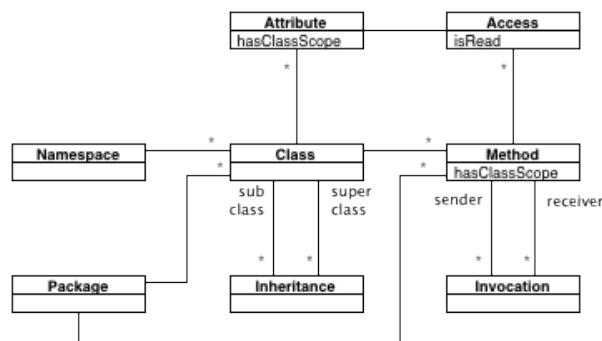 Attribute
hasClassScope
Access
isRead
*
*
Namespace
*
*
Class
*
*
Method
hasClassScope
sub
class
super
class
sender
receiver
*
*
*
*
Package
Inheritance
Invocation